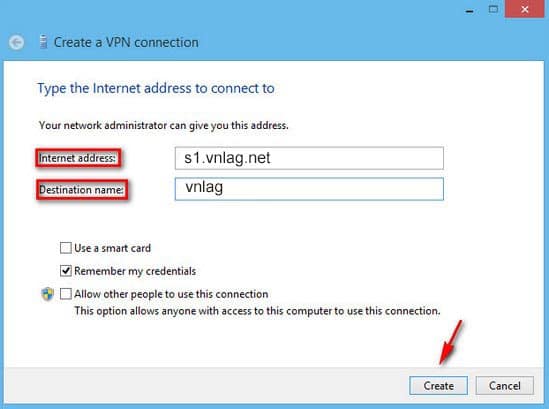 Create a VPN connection
Type the Internet address to connect to
Your network administrator can give you this address.
Internet address: s1.vnlag.net
Destination name: vnlag
Use a smart card
Remember my credentials
Allow other people to use this connection
This option allows anyone with access to this computer to use this connection.
Create Cancel